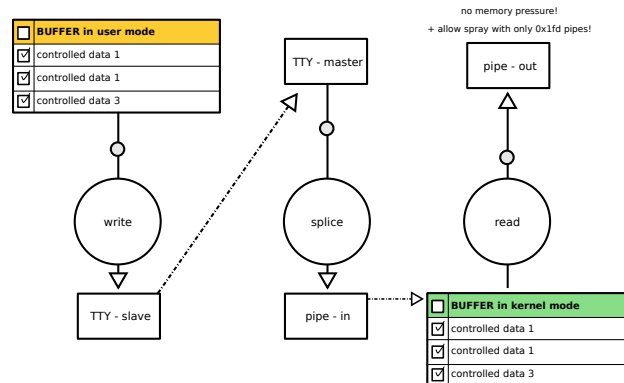 no memory pressure!
+ allow spray with only 0x1fd pipes!
BUFFER in user mode
controlled data 1
controlled data 1
controlled data 3
TTY - master
pipe - out
write
splice
read
TTY - slave
pipe - in
BUFFER in kernel mode
controlled data 1
controlled data 1
controlled data 3